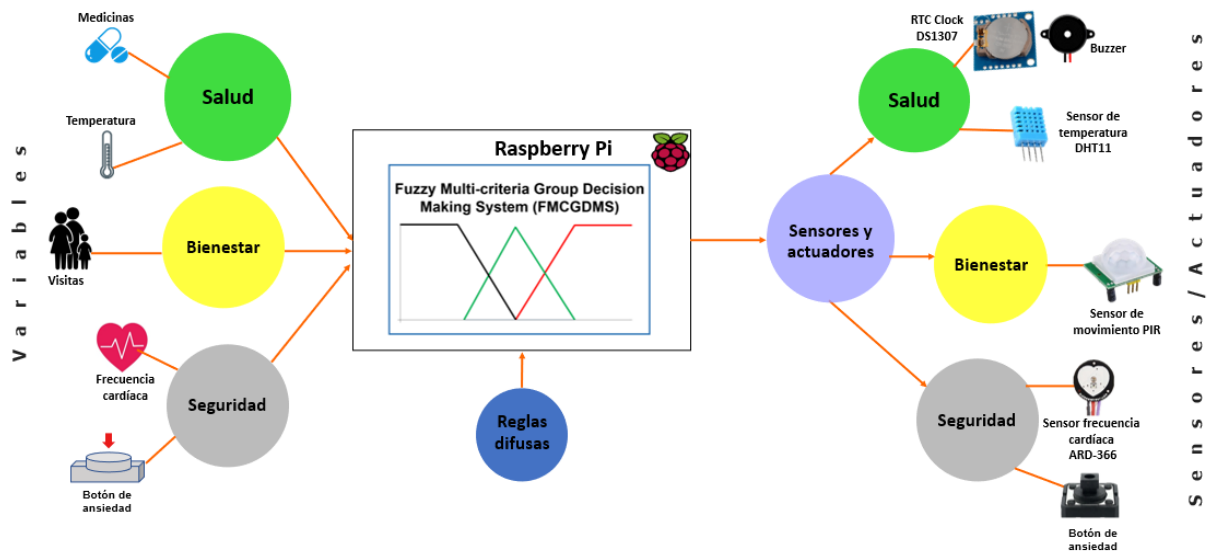 Variables
Medicinas
Salud
Temperatura
Bienestar
Visitas
Frecuencia
cardíaca
Seguridad
Botón de
ansiedad
Raspberry Pi
Fuzzy Multi-criteria Group Decision
Making System (FMCGDMS)
Reglas
difusas
Sensores y
actuadores
RTC Clock
DS1307
Buzzer
Salud
Sensor de
temperatura
DHT11
Bienestar
Sensor de
movimiento PIR
Seguridad
Sensor frecuencia
cardíaca
ARD-366
Botón de
ansiedad
Sensores/Actuadores